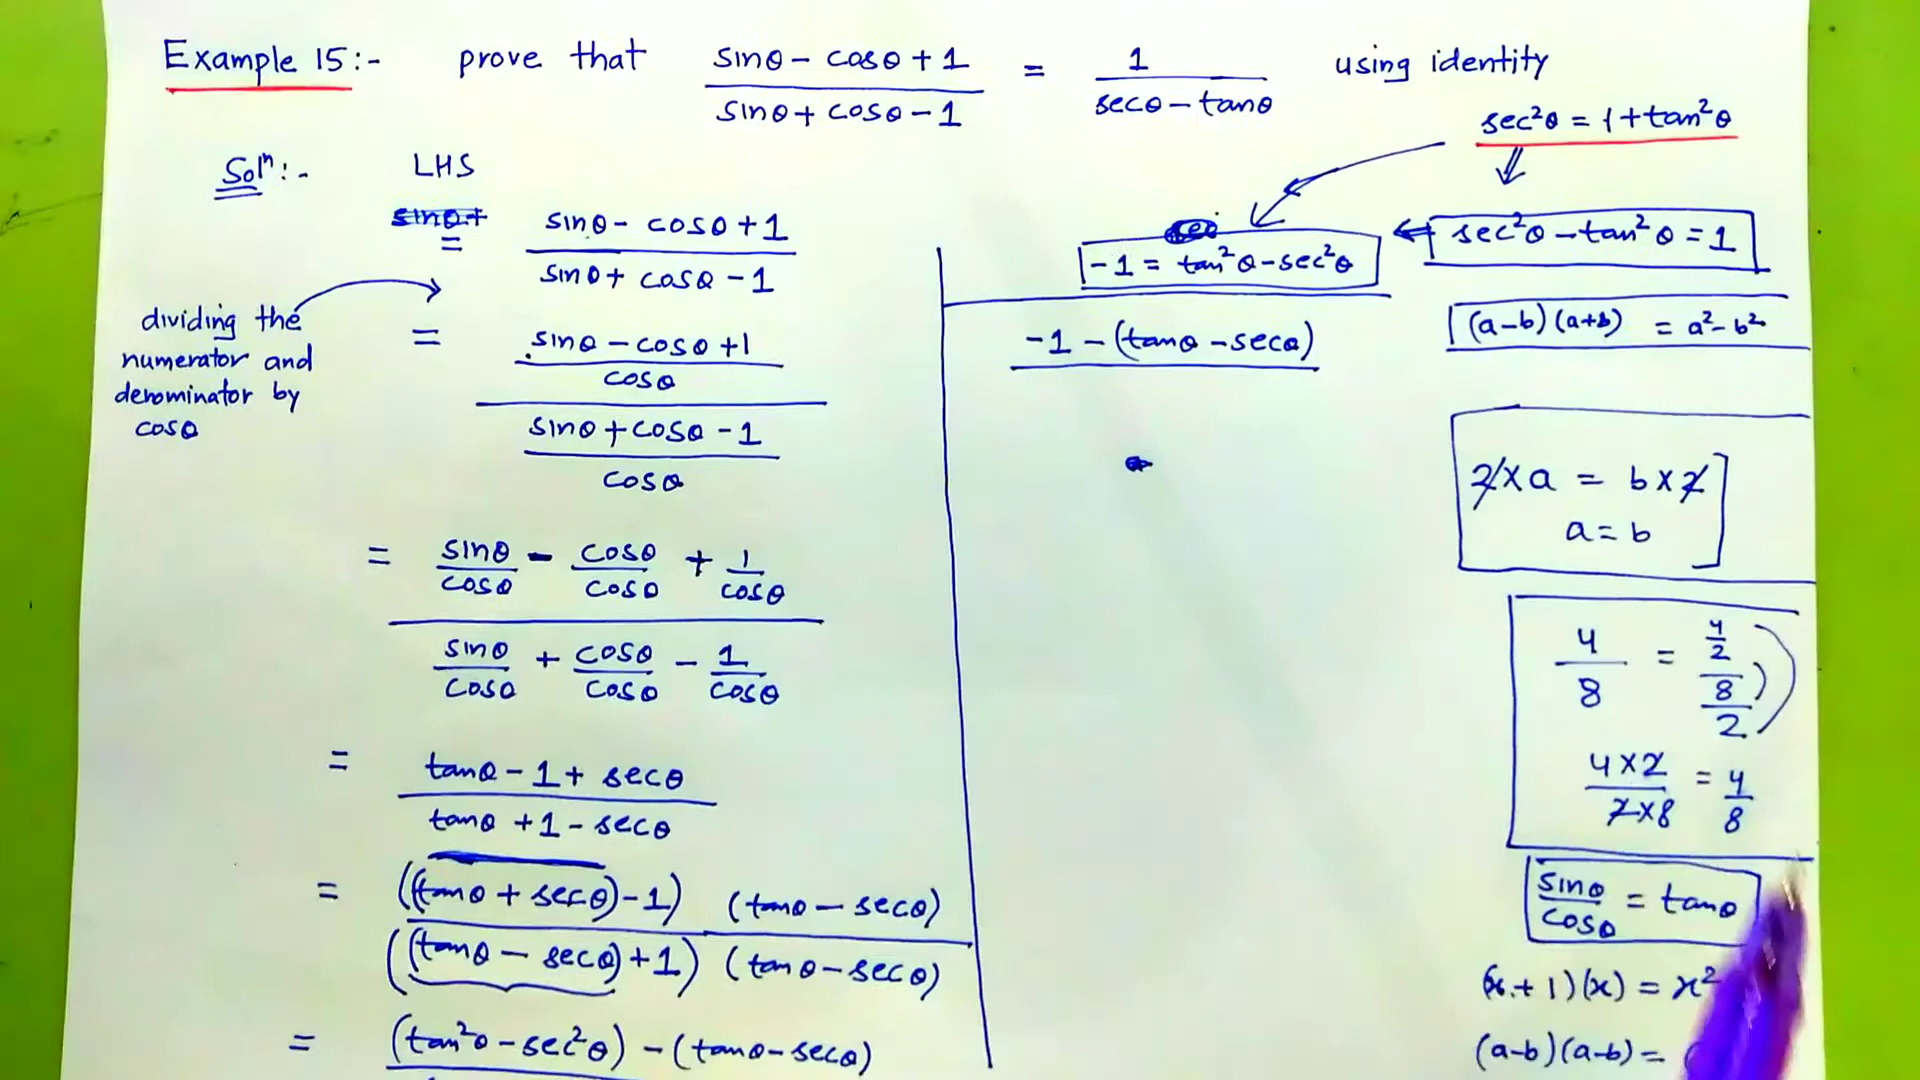 Example 15:- prove that (sinθ - cosθ + 1)/(sinθ + cosθ - 1) = 1/(secθ - tanθ) using identity
sec²θ = 1 + tan²θ
Solⁿ:- LHS
= (sinθ - cosθ + 1)/(sinθ + cosθ - 1)
dividing the
numerator and
denominator by
cosθ
= ((sinθ - cosθ + 1)/cosθ)/((sinθ + cosθ - 1)/cosθ)
= (sinθ/cosθ - cosθ/cosθ + 1/cosθ)/(sinθ/cosθ + cosθ/cosθ - 1/cosθ)
= (tanθ - 1 + secθ)/(tanθ + 1 - secθ)
= ((tanθ + secθ) - 1) (tanθ - secθ)/((tanθ - secθ) + 1) (tanθ - secθ)
= (tan²θ - sec²θ) - (tanθ - secθ)
-1 = tan²θ - sec²θ
-1 - (tanθ - secθ)
sec²θ - tan²θ = 1
(a-b)(a+b) = a² - b²
2×a = b×2
a = b
4/8 = (4/2)/(8/2)
(4×2)/(2×8) = 4/8
sinθ/cosθ = tanθ
(x+1)(x) = x²
(a-b)(a-b) =